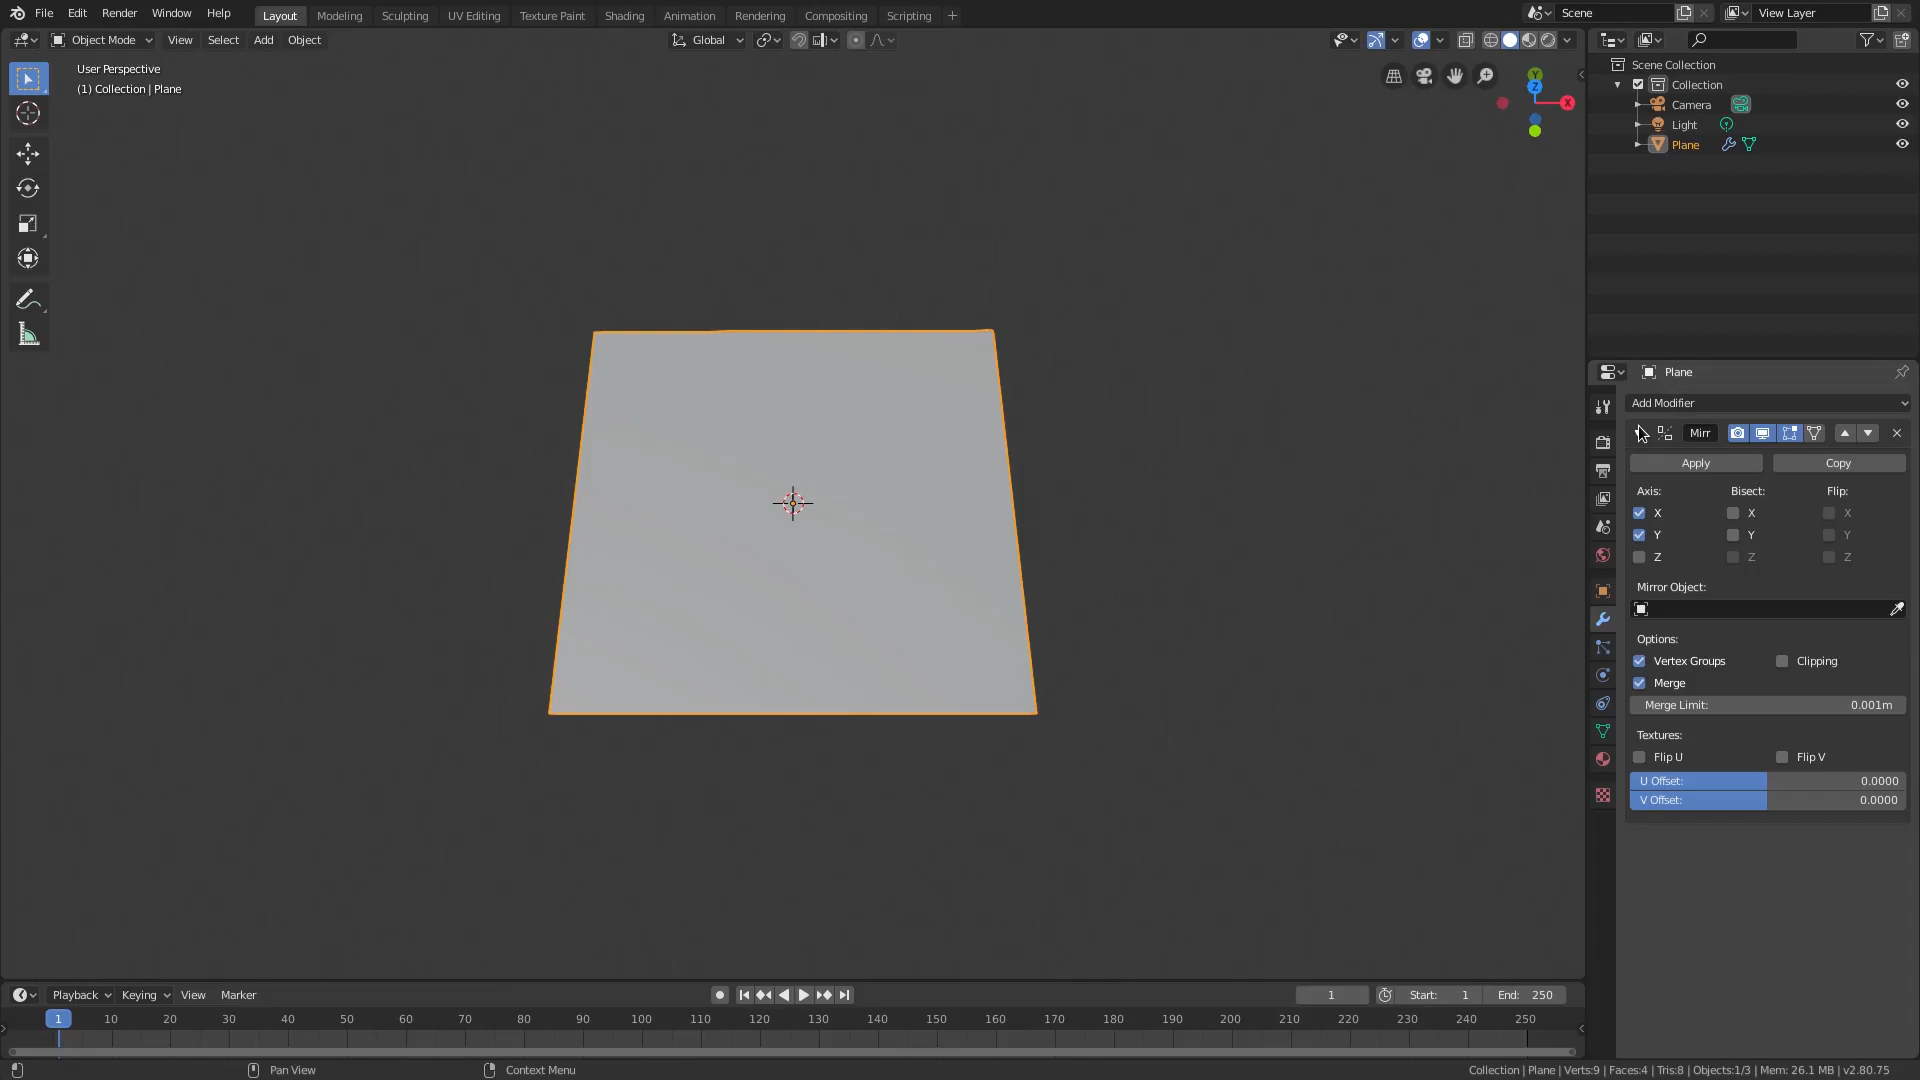 File Edit Render Window Help Layout Modeling Sculpting UV Editing Texture Paint Shading Animation Rendering Compositing Scripting + Scene View Layer
Object Mode View Select Add Object Global
User Perspective
(1) Collection | Plane
Y
Z
X
Scene Collection
Collection
Camera
Light
Plane
Plane
Add Modifier
Mirr
Apply Copy
Axis: Bisect: Flip:
X X X
Y Y Y
Z Z Z
Mirror Object:
Options:
Vertex Groups Clipping
Merge
Merge Limit: 0.001m
Textures:
Flip U Flip V
U Offset: 0.0000
V Offset: 0.0000
Playback Keying View Marker 1 Start: 1 End: 250
1 10 20 30 40 50 60 70 80 90 100 110 120 130 140 150 160 170 180 190 200 210 220 230 240 250
Pan View Context Menu Collection | Plane | Verts:9 | Faces:4 | Tris:8 | Objects:1/3 | Mem: 26.1 MB | v2.80.75